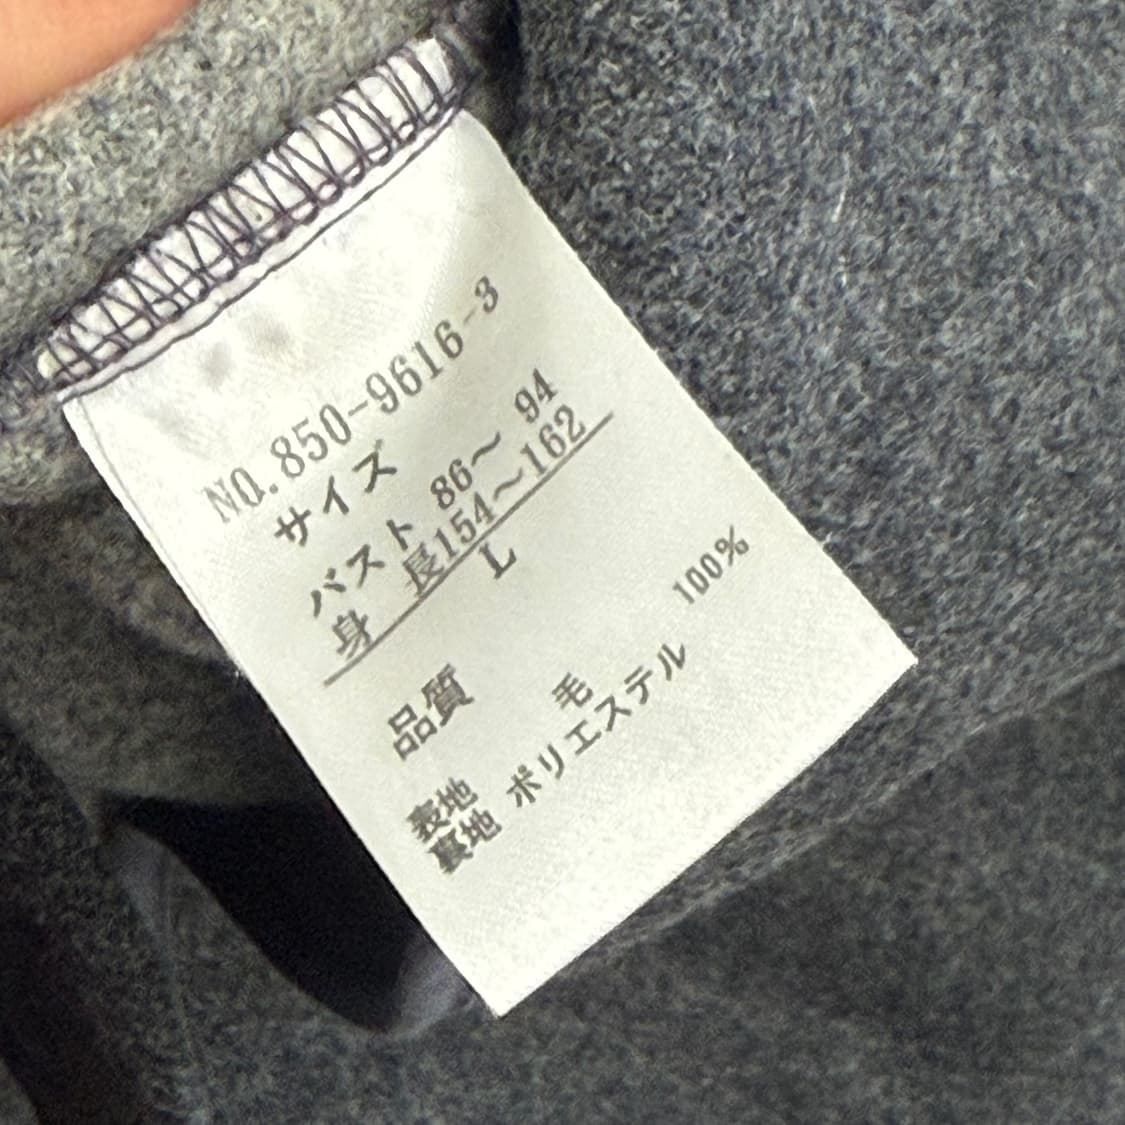 NO.850-9616-3
サイズ
バスト 86〜 94
身 長154〜162
L
品質
表地 毛 100%
裏地 ポリエステル